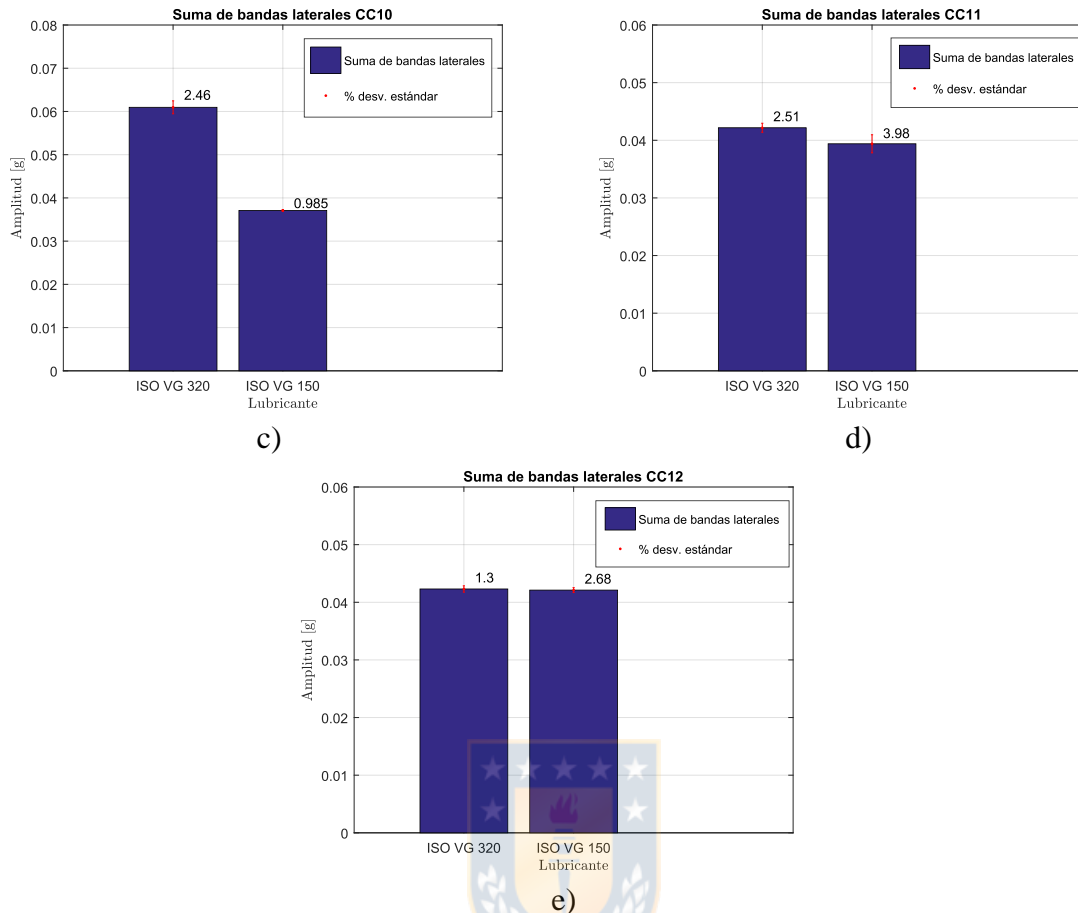 Suma de bandas laterales CC10
0.08
0.07
0.06
0.05
0.04
0.03
0.02
0.01
0
Amplitud [g]
Suma de bandas laterales
% desv. estándar
2.46
0.985
ISO VG 320
ISO VG 150
Lubricante
c)
Suma de bandas laterales CC11
0.06
0.05
0.04
0.03
0.02
0.01
0
Amplitud [g]
Suma de bandas laterales
% desv. estándar
2.51
3.98
ISO VG 320
ISO VG 150
Lubricante
d)
Suma de bandas laterales CC12
0.06
0.05
0.04
0.03
0.02
0.01
0
Amplitud [g]
Suma de bandas laterales
% desv. estándar
1.3
2.68
ISO VG 320
ISO VG 150
Lubricante
e)